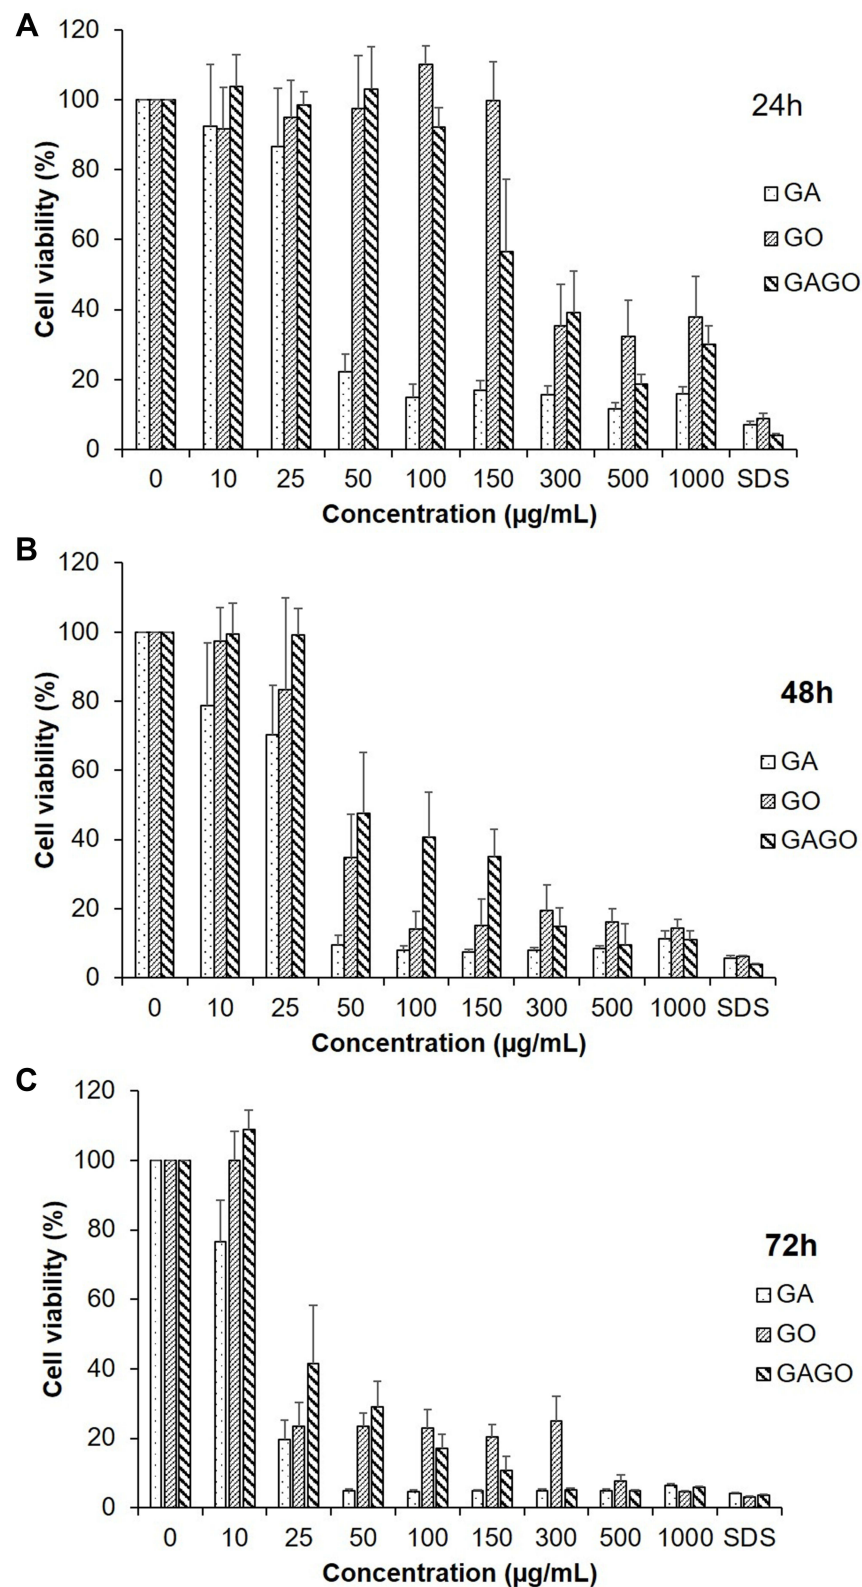 A
120
100
80
60
40
20
0
Cell viability (%)
24h
GA
GO
GAGO
0 10 25 50 100 150 300 500 1000 SDS
Concentration (µg/mL)
B
120
100
80
60
40
20
0
Cell viability (%)
48h
GA
GO
GAGO
0 10 25 50 100 150 300 500 1000 SDS
Concentration (µg/mL)
C
120
100
80
60
40
20
0
Cell viability (%)
72h
GA
GO
GAGO
0 10 25 50 100 150 300 500 1000 SDS
Concentration (µg/mL)